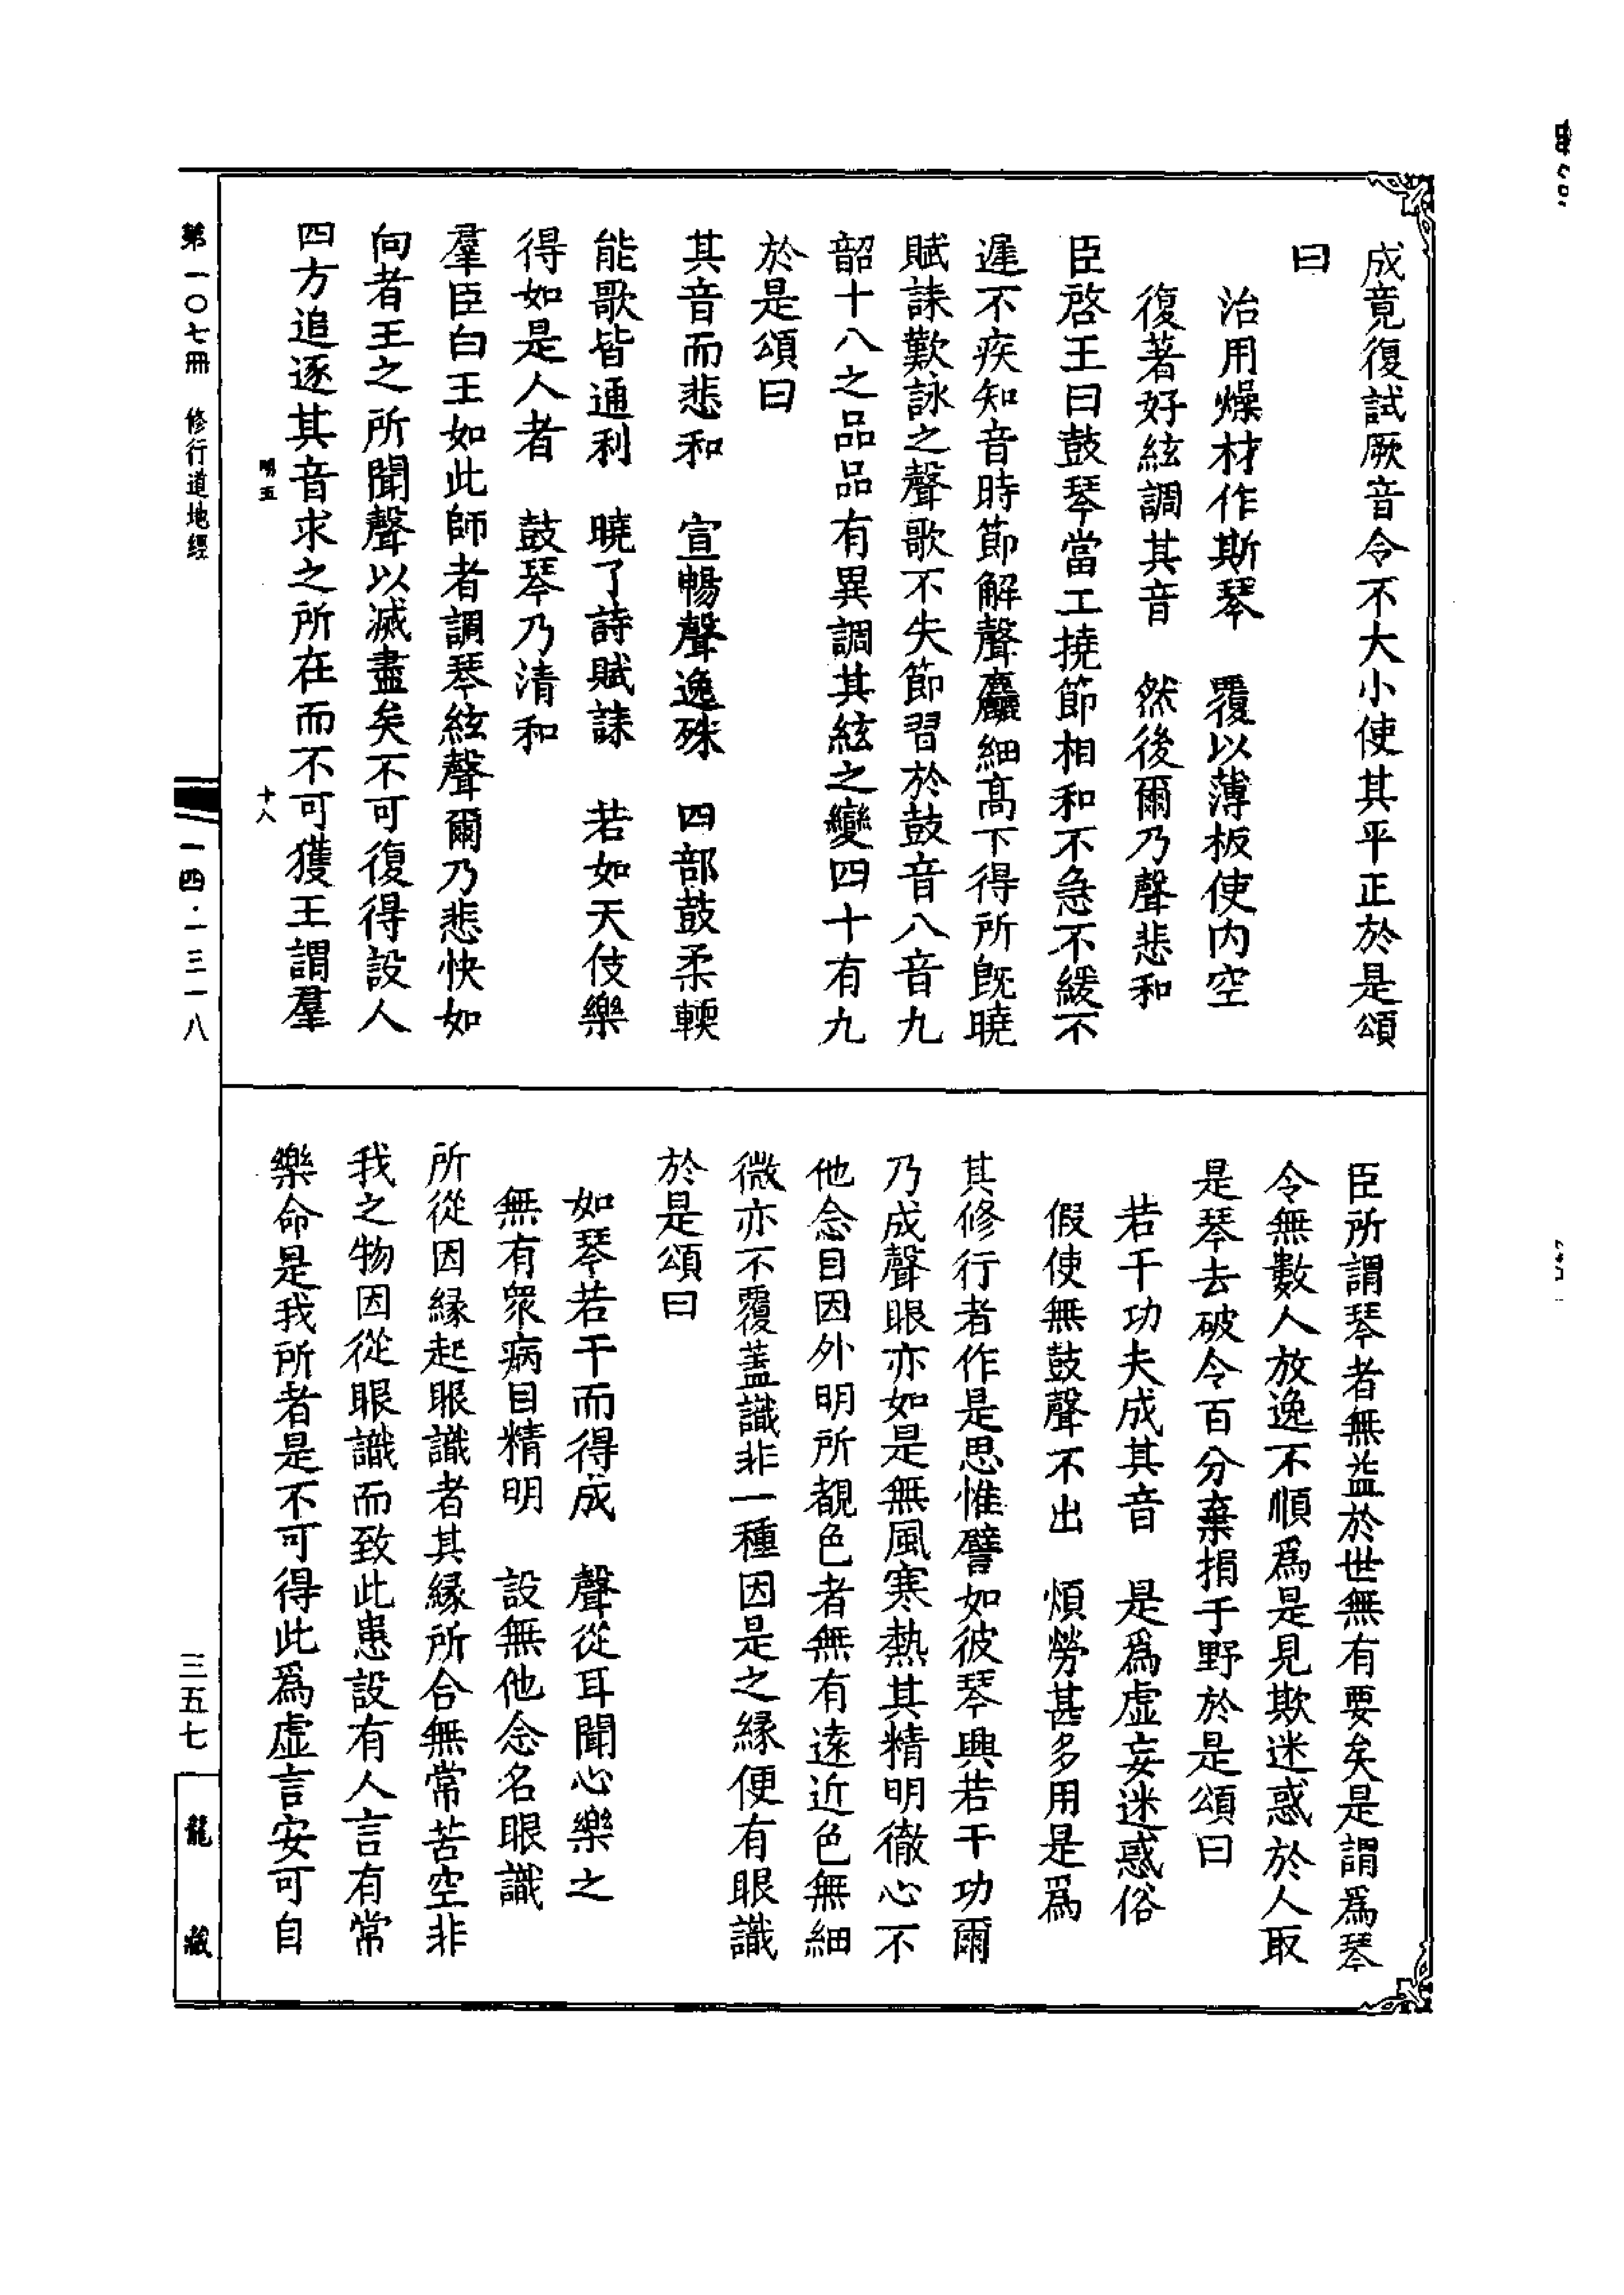 成竟復試厥音令不大小使其平正於是頌
曰
治用燥材作斯琴　覆以薄板使内空
復著好絃調其音　然後爾乃聲悲和
臣啓王曰鼓琴當工撓節相和不急不緩不
遲不疾知音時節解聲麤細高下得所旣曉
賦誄歎詠之聲歌不失節習於鼓音八音九
韶十八之品品有異調其絃之變四十有九
於是頌曰
其音而悲和　宣暢聲逸殊　四部鼓柔輭
能歌皆通利　曉了詩賦誄　若如天伎樂
得如是人者　鼓琴乃清和
羣臣白王如此師者調琴絃聲爾乃悲快如
向者王之所聞聲以滅盡矣不可復得設人
四方追逐其音求之所在而不可獲王謂羣
臣所謂琴者無益於世無有要矣是謂爲琴
令無數人放逸不順爲是見欺迷惑於人取
是琴去破令百分棄捐于野於是頌曰
若干功夫成其音　是爲虛妄迷惑俗
假使無鼓聲不出　煩勞甚多用是爲
其修行者作是思惟譬如彼琴興若干功爾
乃成聲眼亦如是無風寒熱其精明徹心不
他念目因外明所覩色者無有遠近色無細
微亦不覆蓋識非一種因是之緣便有眼識
於是頌曰
如琴若干而得成　聲從耳聞心樂之
無有衆病目精明　設無他念名眼識
所從因緣起眼識者其緣所合無常苦空非
我之物因從眼識而致此患設有人言有常
樂命是我所者是不可得此爲虛言安可自
明五
十八
第一〇七冊　修行道地經
一四·一三一八
三五七
龍藏